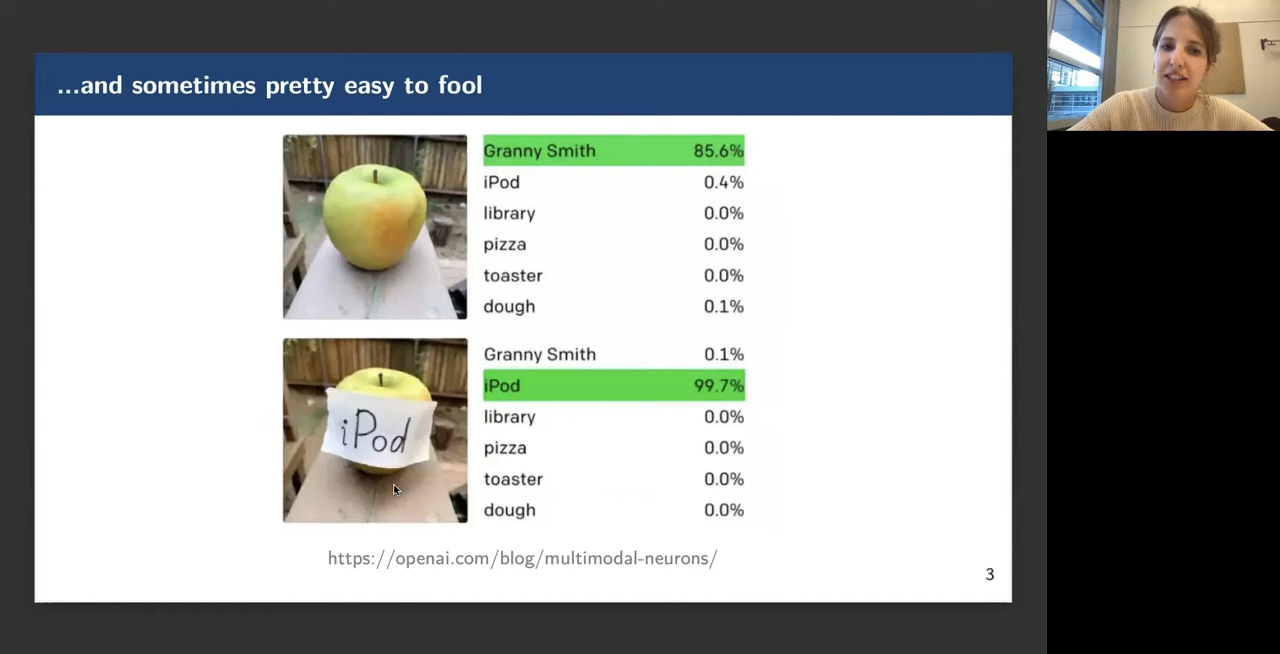 ...and sometimes pretty easy to fool
Granny Smith 85.6%
iPod 0.4%
library 0.0%
pizza 0.0%
toaster 0.0%
dough 0.1%
iPod
Granny Smith 0.1%
iPod 99.7%
library 0.0%
pizza 0.0%
toaster 0.0%
dough 0.0%
https://openai.com/blog/multimodal-neurons/
3